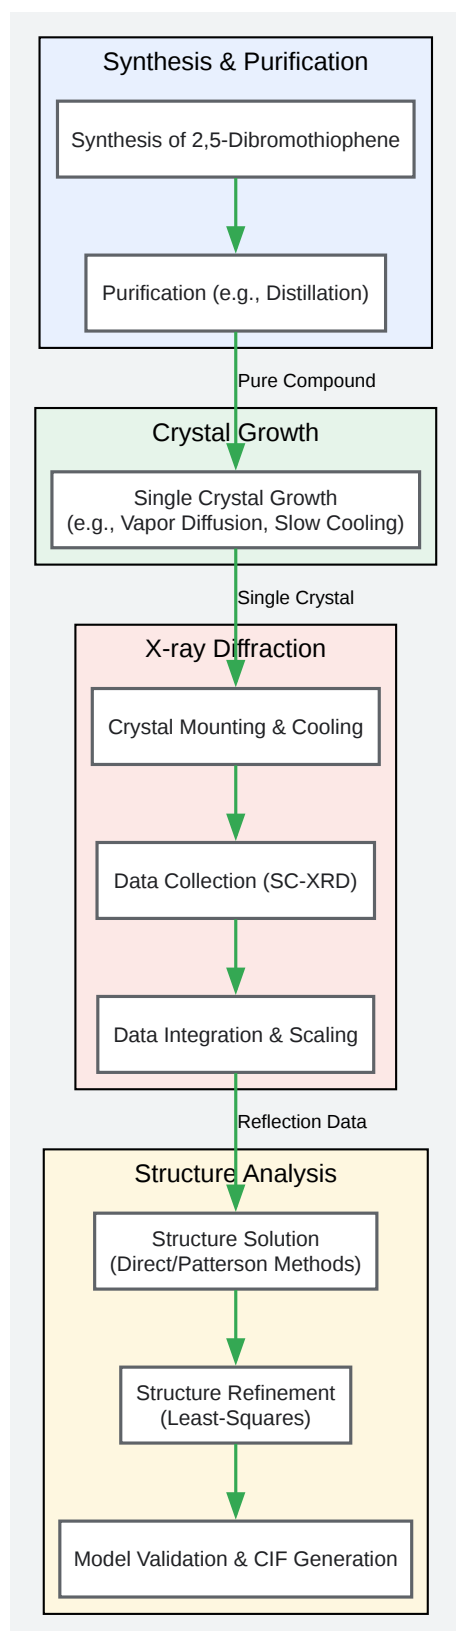 Synthesis & Purification
Synthesis of 2,5-Dibromothiophene
Purification (e.g., Distillation)
Pure Compound
Crystal Growth
Single Crystal Growth
(e.g., Vapor Diffusion, Slow Cooling)
Single Crystal
X-ray Diffraction
Crystal Mounting & Cooling
Data Collection (SC-XRD)
Data Integration & Scaling
Reflection Data
Structure Analysis
Structure Solution
(Direct/Patterson Methods)
Structure Refinement
(Least-Squares)
Model Validation & CIF Generation